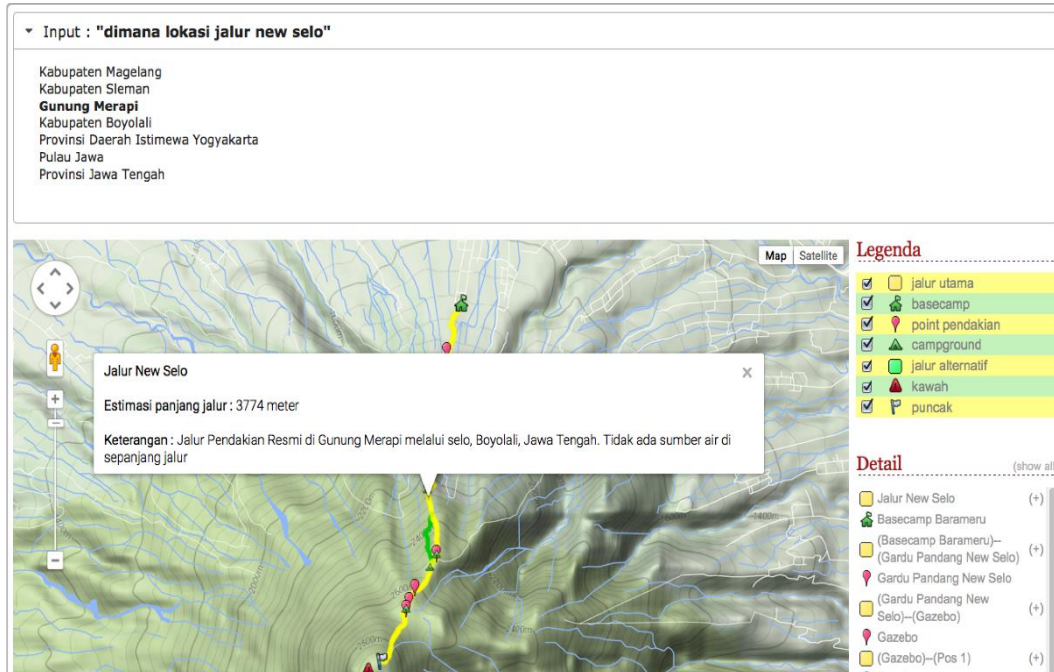 Input : "dimana lokasi jalur new selo"
Kabupaten Magelang
Kabupaten Sleman
Gunung Merapi
Kabupaten Boyolali
Provinsi Daerah Istimewa Yogyakarta
Pulau Jawa
Provinsi Jawa Tengah
Map Satellite
Jalur New Selo
Estimasi panjang jalur : 3774 meter
Keterangan : Jalur Pendakian Resmi di Gunung Merapi melalui selo, Boyolali, Jawa Tengah. Tidak ada sumber air di
sepanjang jalur
Legenda
jalur utama
basecamp
point pendakian
campground
jalur alternatif
kawah
puncak
Detail (show all
Jalur New Selo (+)
Basecamp Barameru
(Basecamp Barameru)--
(Gardu Pandang New Selo) (+)
Gardu Pandang New Selo
(Gardu Pandang New
Selo)--(Gazebo) (+)
Gazebo
(Gazebo)--(Pos 1) (+)